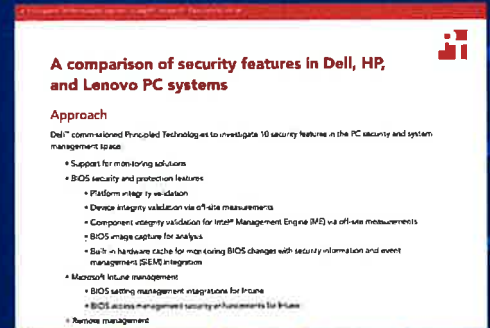 A comparison of security features in Dell, HP,
and Lenovo PC systems
Approach
Dell™ commissioned Principled Technologies to investigate 10 security features in the PC security and system
management space:
• Support for monitoring solutions
• BIOS security and protection features
• Platform integrity validation
• Device integrity validation via off-site measurements
• Component integrity validation for Intel® Management Engine (ME) via off-site measurements
• BIOS image capture for analysis
• Built-in hardware cache for monitoring BIOS changes with security information and event
management (SIEM) integration
• Microsoft Intune management
• BIOS setting management integrations for Intune
• BIOS access management security enhancements for Intune
• Remote management